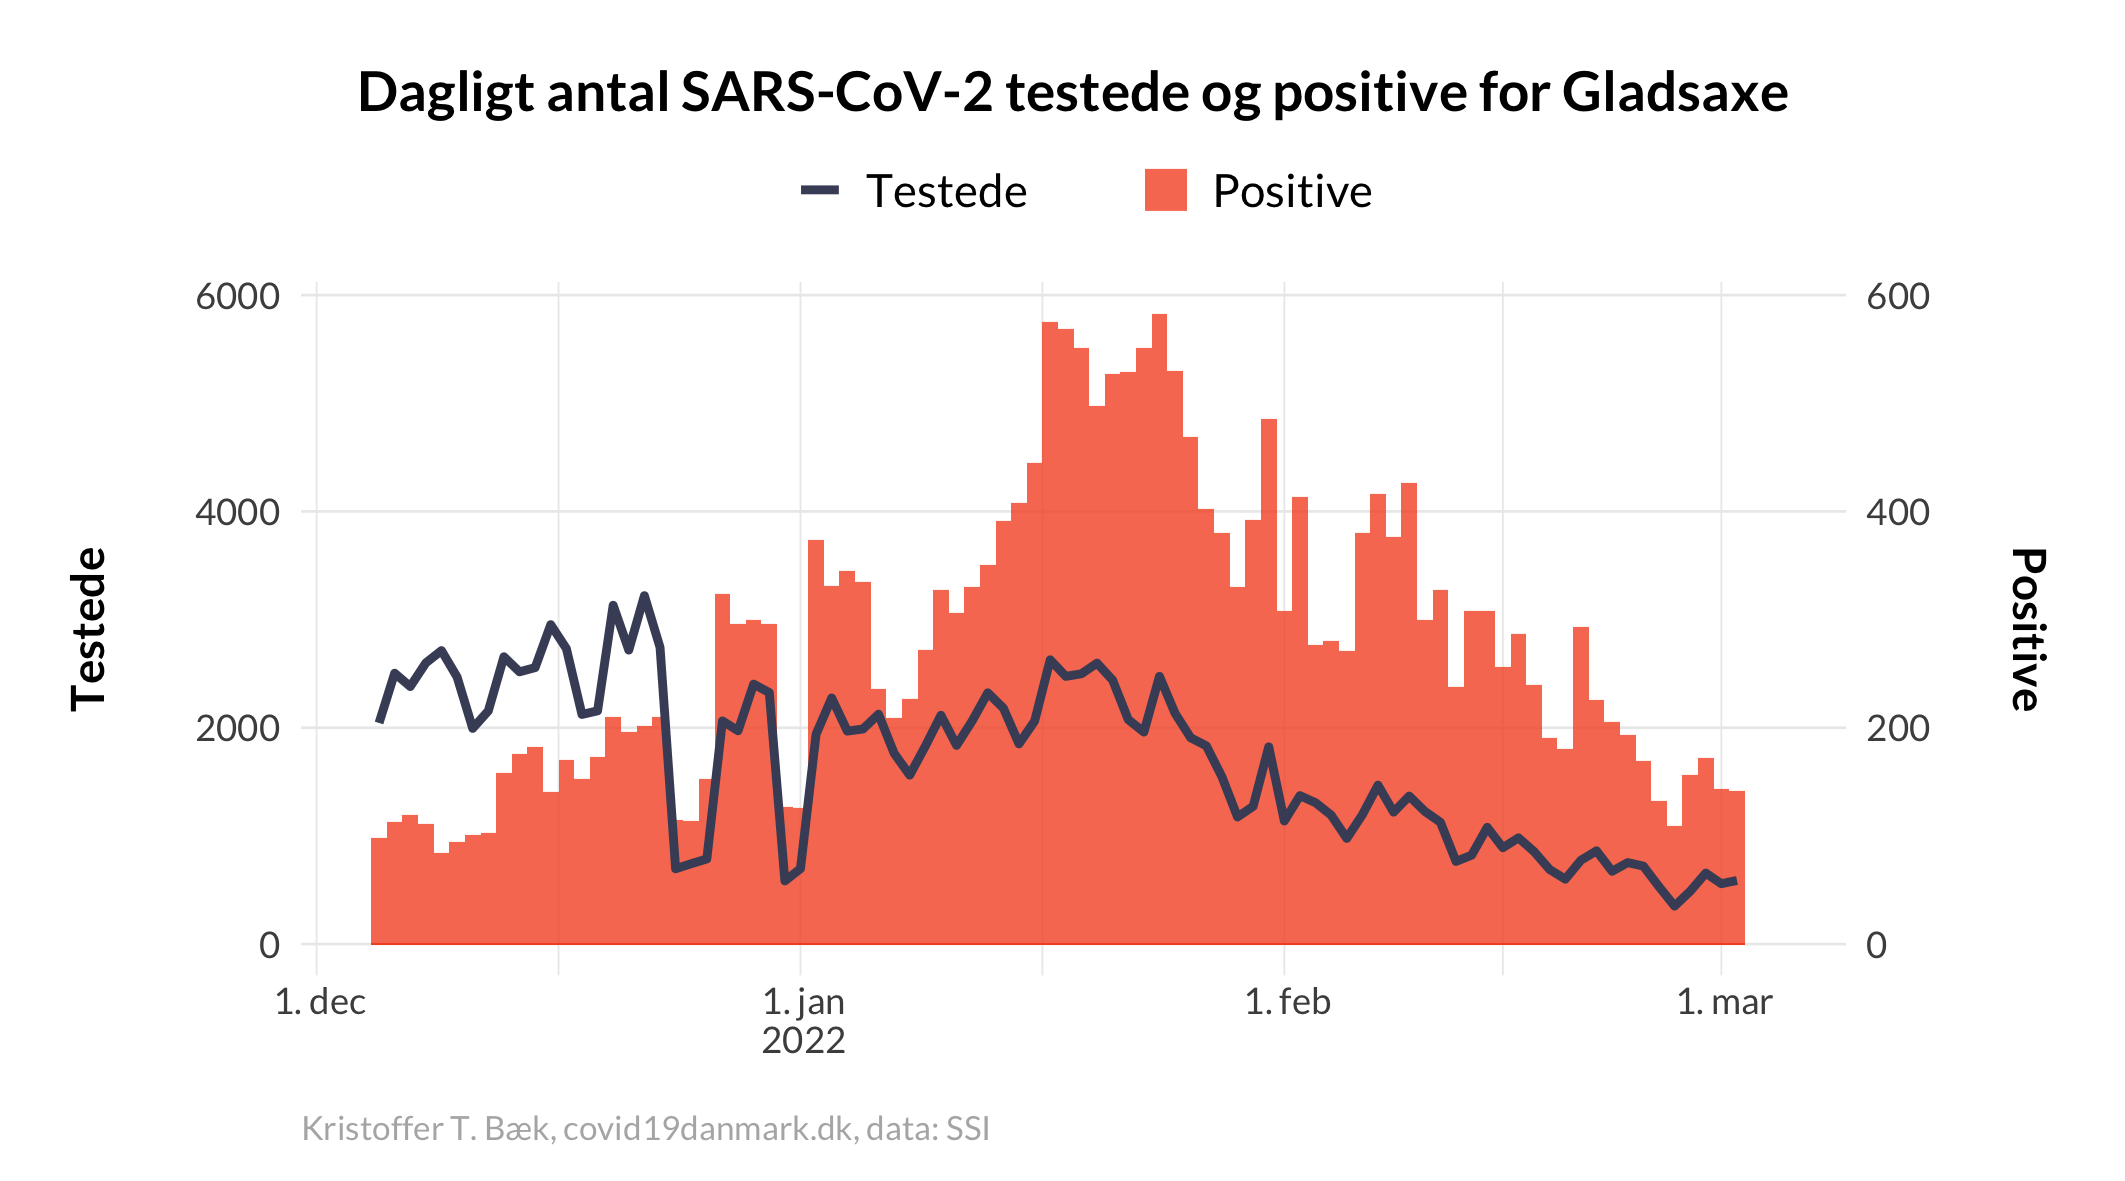 Dagligt antal SARS-CoV-2 testede og positive for Gladsaxe
Testede Positive
6000 600
4000 400
2000 200
0 0
Testede
Positive
1. dec 1. jan 1. feb 1. mar
2022
Kristoffer T. Bæk, covid19danmark.dk, data: SSI